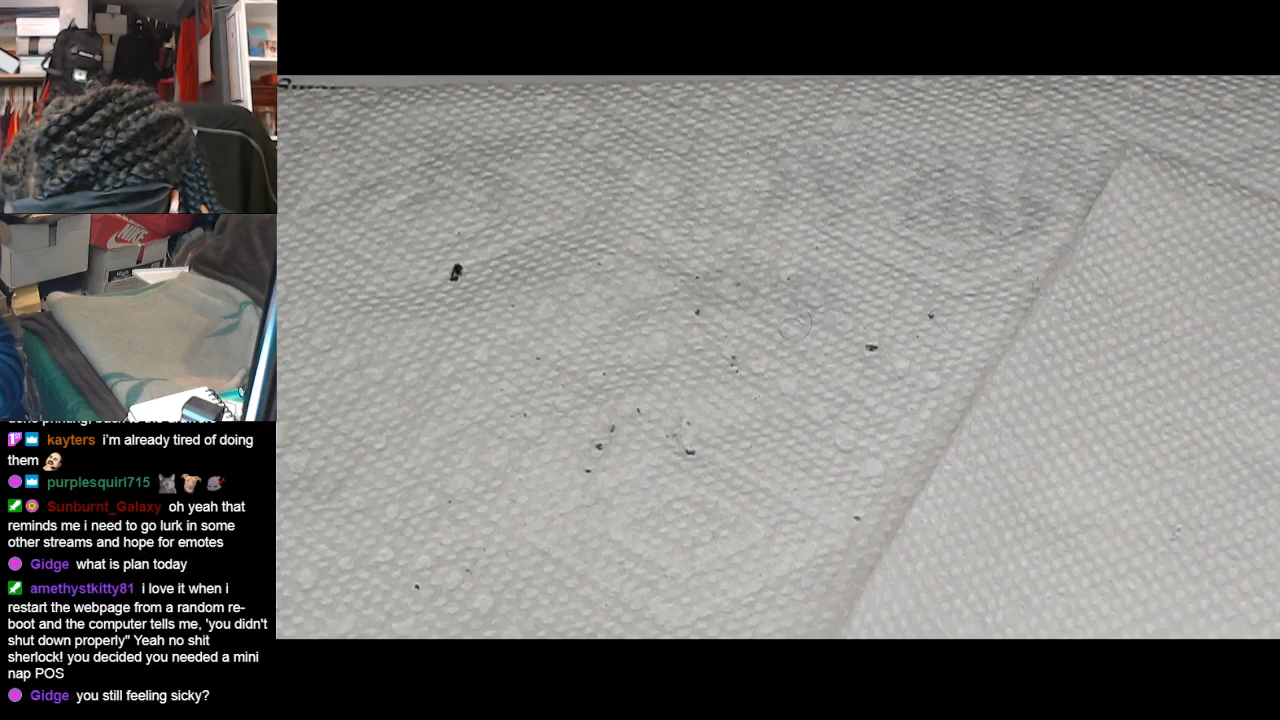 NIKE
High
kayters i'm already tired of doing
them
purplesquirl715
Sunburnt_Galaxy oh yeah that
reminds me i need to go lurk in some
other streams and hope for emotes
Gidge what is plan today
amethystkitty81 i love it when i
restart the webpage from a random re-
boot and the computer tells me, 'you didn't
shut down properly" Yeah no shit
sherlock! you decided you needed a mini
nap POS
Gidge you still feeling sicky?